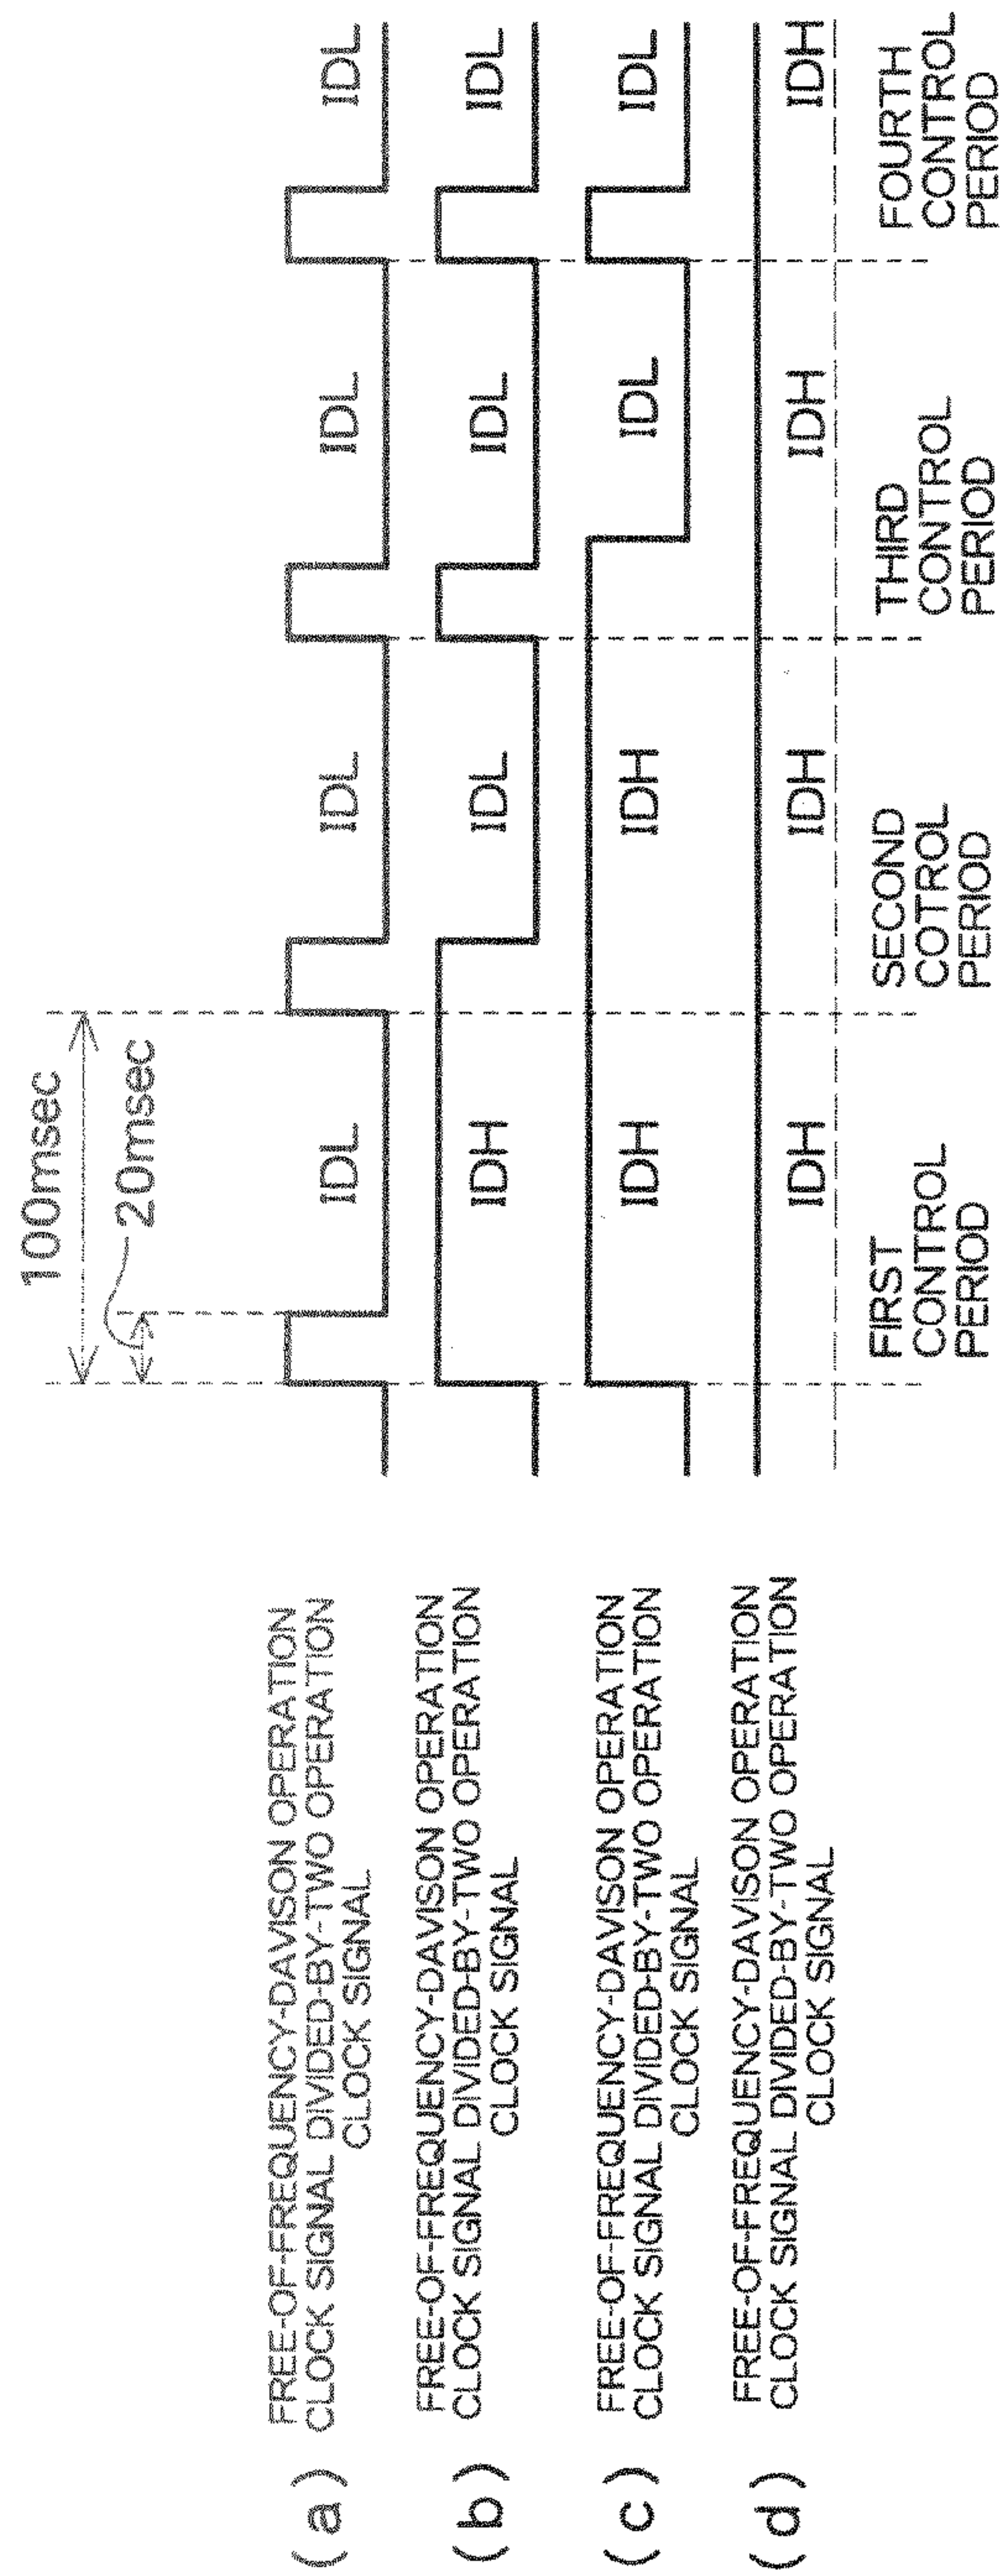 100msec
20msec
( a )
FREE-OF-FREQUENCY-DAVISON OPERATION
CLOCK SIGNAL DIVIDED-BY-TWO OPERATION
CLOCK SIGNAL
IDL
IDL
IDL
IDL
( b )
FREE-OF-FREQUENCY-DAVISON OPERATION
CLOCK SIGNAL DIVIDED-BY-TWO OPERATION
CLOCK SIGNAL
IDH
IDL
IDL
IDL
( c )
FREE-OF-FREQUENCY-DAVISON OPERATION
CLOCK SIGNAL DIVIDED-BY-TWO OPERATION
CLOCK SIGNAL
IDH
IDH
IDL
IDL
( d )
FREE-OF-FREQUENCY-DAVISON OPERATION
CLOCK SIGNAL DIVIDED-BY-TWO OPERATION
CLOCK SIGNAL
IDH
IDH
IDH
IDH
FIRST
CONTROL
PERIOD
SECOND
COTROL
PERIOD
THIRD
CONTROL
PERIOD
FOURTH
CONTROL
PERIOD